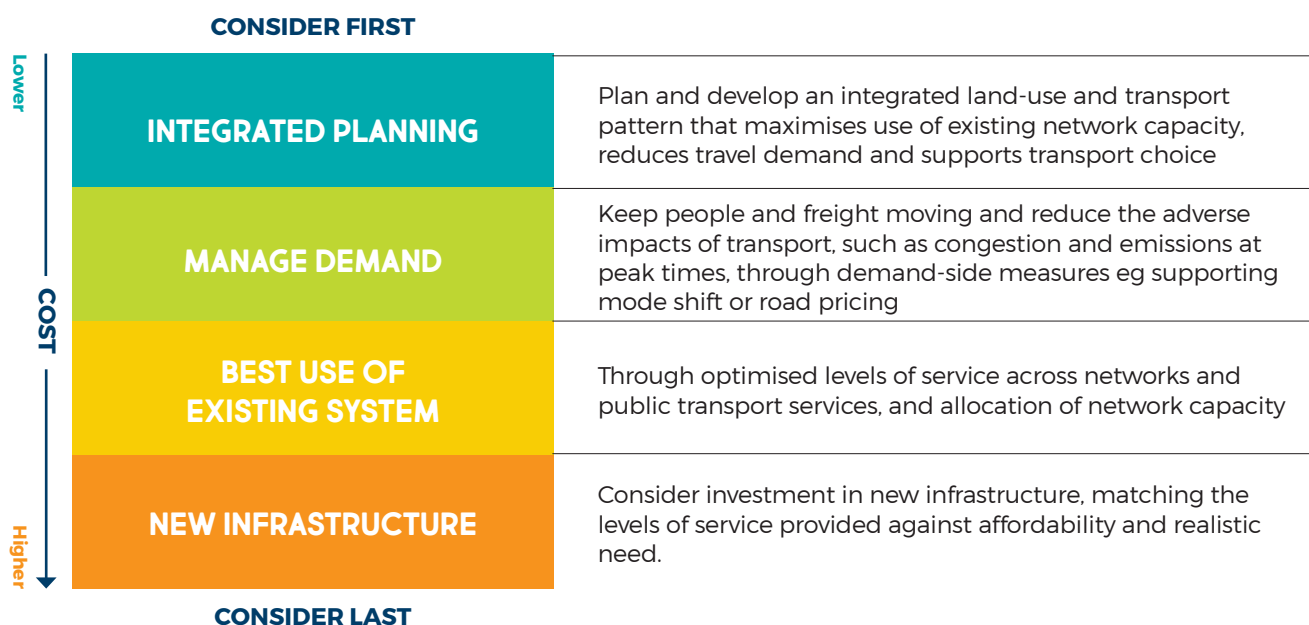 CONSIDER FIRST
Lower
COST
Higher
INTEGRATED PLANNING
Plan and develop an integrated land-use and transport
pattern that maximises use of existing network capacity,
reduces travel demand and supports transport choice
MANAGE DEMAND
Keep people and freight moving and reduce the adverse
impacts of transport, such as congestion and emissions at
peak times, through demand-side measures eg supporting
mode shift or road pricing
BEST USE OF
EXISTING SYSTEM
Through optimised levels of service across networks and
public transport services, and allocation of network capacity
NEW INFRASTRUCTURE
Consider investment in new infrastructure, matching the
levels of service provided against affordability and realistic
need.
CONSIDER LAST